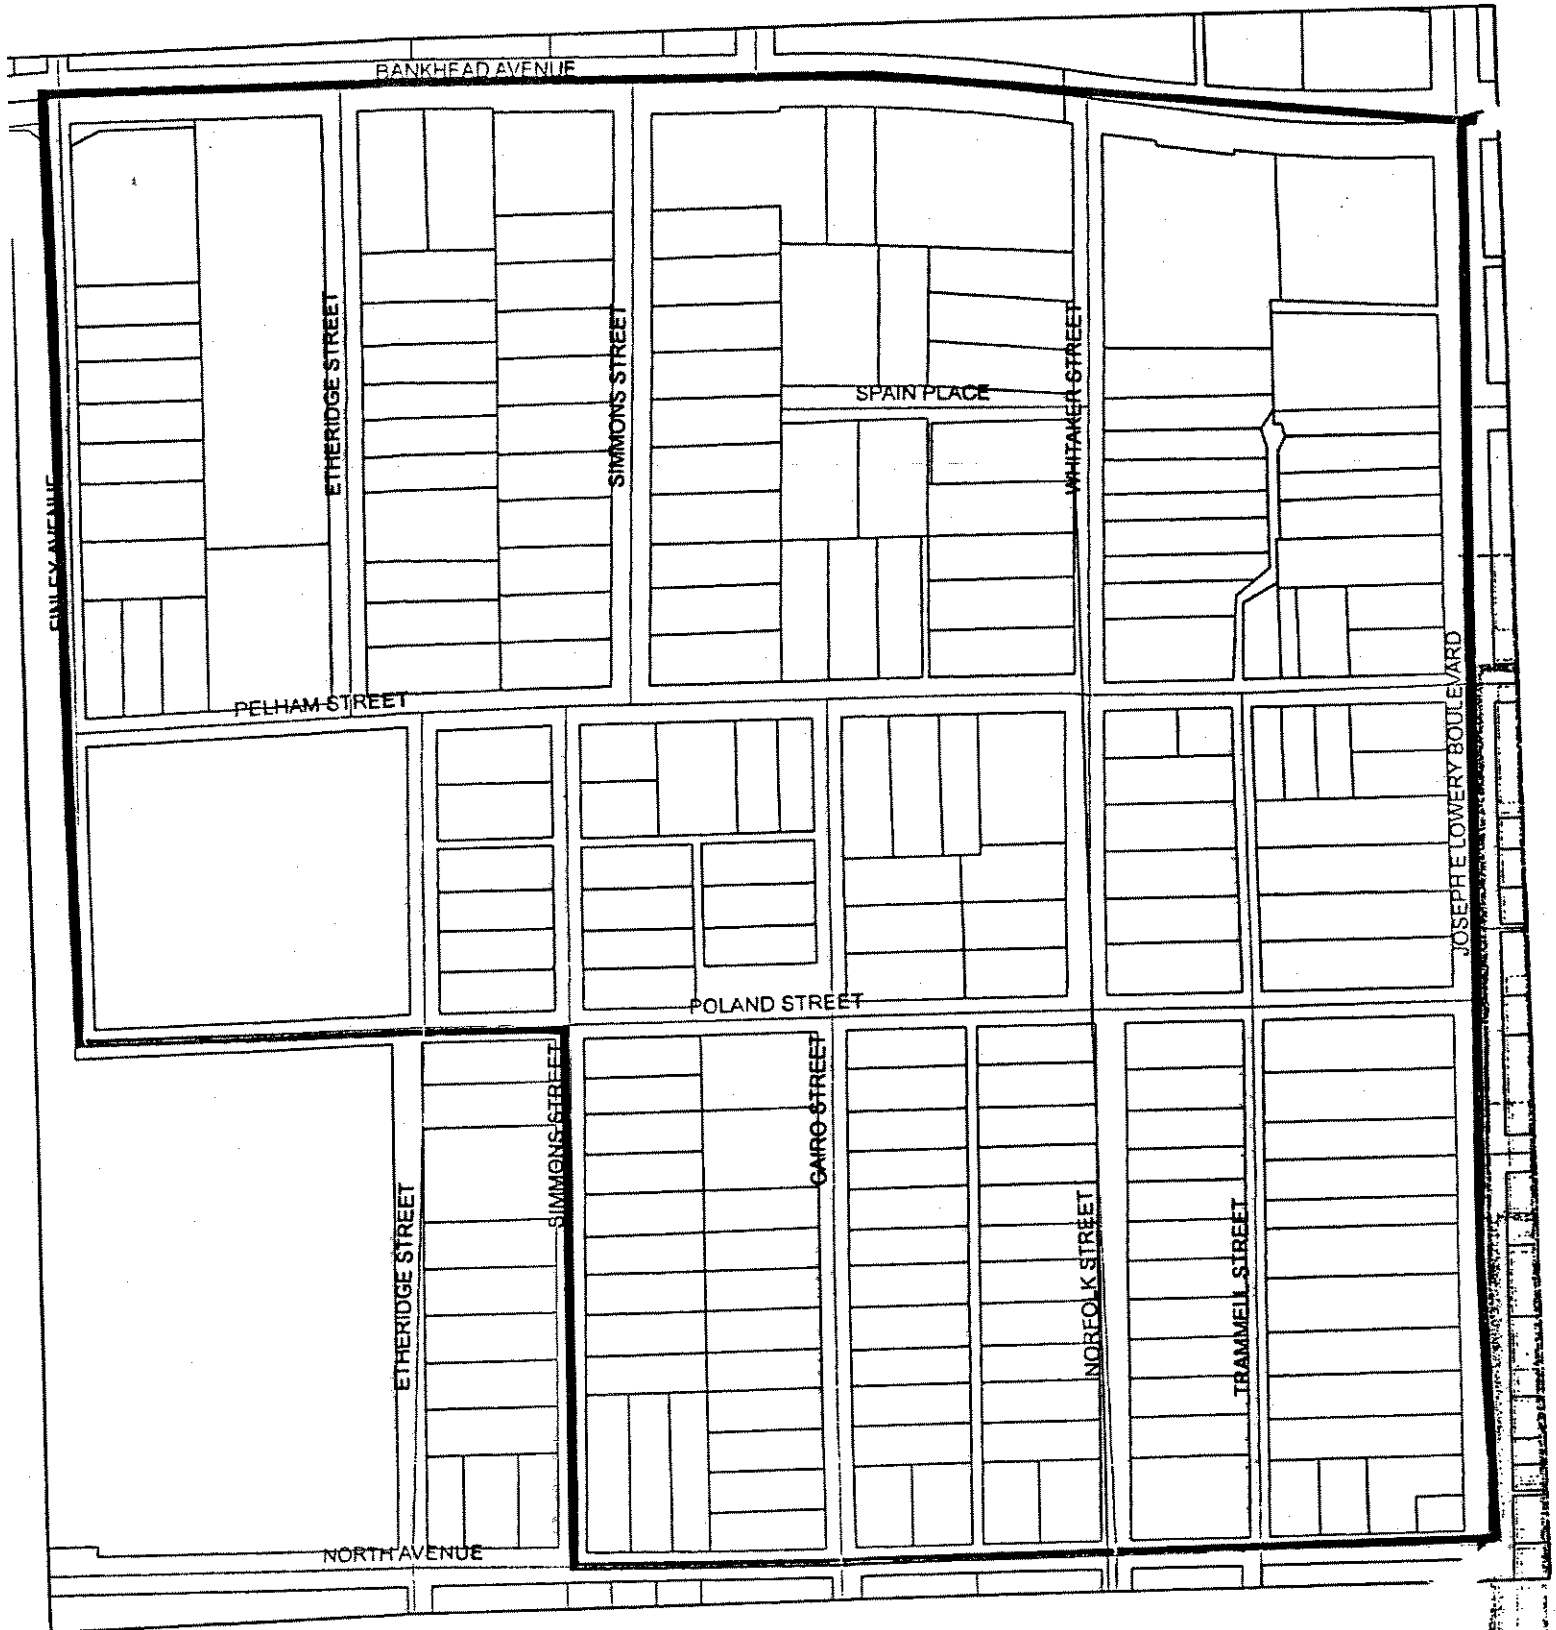 BANKHEAD AVENUE
ETHERIDGE STREET
SIMMONS STREET
WHITAKER STREET
SPAIN PLACE
FINLEY AVENUE
JOSEPH E LOWERY BOULEVARD
PELHAM STREET
POLAND STREET
SIMMONS STREET
CAIRO STREET
ETHERIDGE STREET
NORFOLK STREET
TRAMMELL STREET
NORTH AVENUE